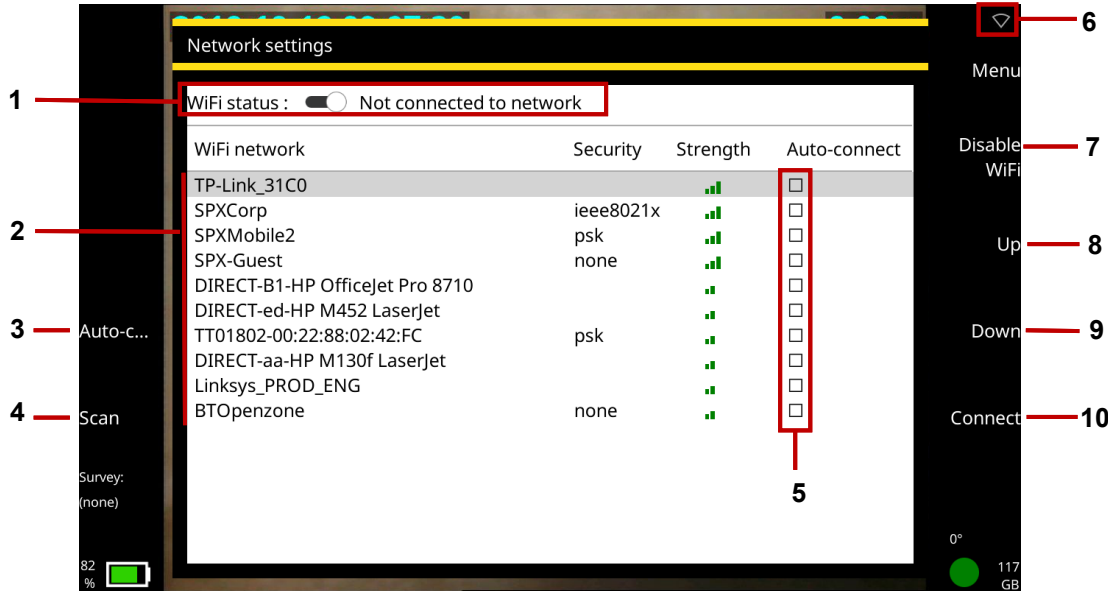 6
Network settings
Menu
1
WiFi status : Not connected to network
WiFi network Security Strength Auto-connect
Disable
WiFi
7
TP-Link_31C0
SPXCorp ieee8021x
2
SPXMobile2 psk
Up
8
SPX-Guest none
DIRECT-B1-HP OfficeJet Pro 8710
DIRECT-ed-HP M452 LaserJet
3
Auto-c...
TT01802-00:22:88:02:42:FC psk
Down
9
DIRECT-aa-HP M130f LaserJet
Linksys_PROD_ENG
4
Scan
BTOpenzone none
Connect
10
Survey:
(none)
5
0°
82
%
117
GB